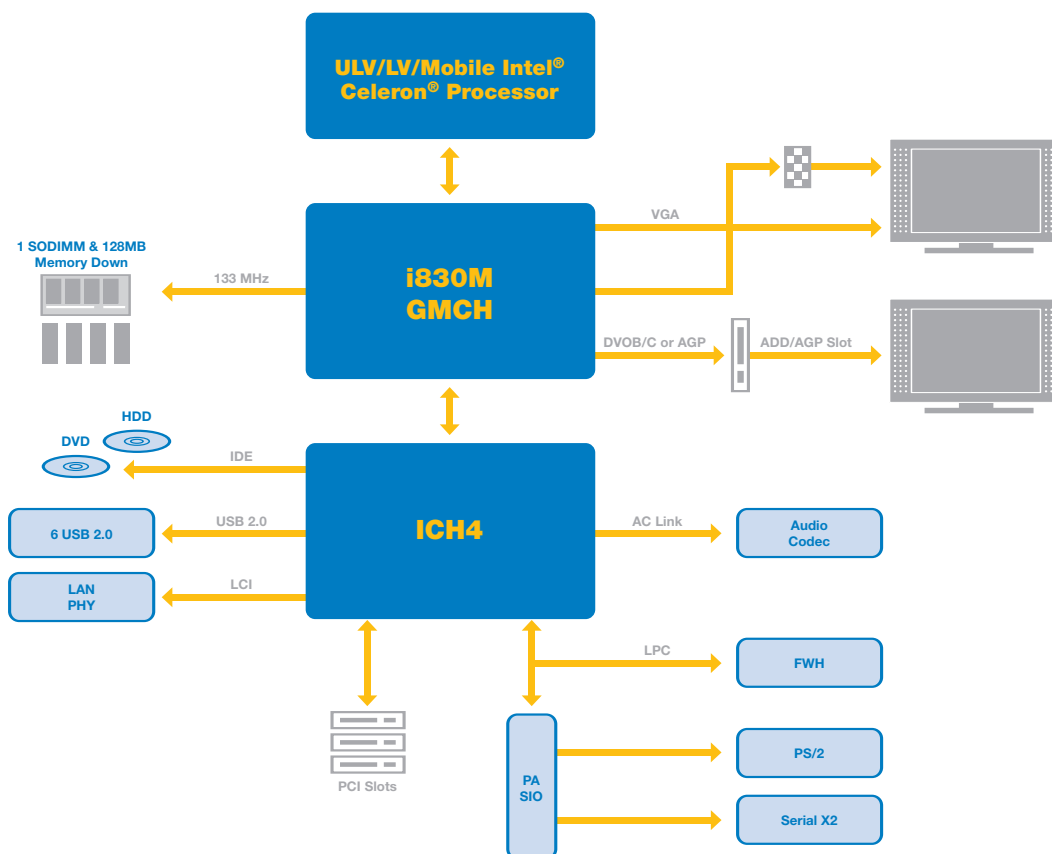 ULV/LV/Mobile Intel®
Celeron® Processor
VGA
1 SODIMM & 128MB
Memory Down
133 MHz
i830M
GMCH
DVOB/C or AGP
ADD/AGP Slot
HDD
DVD
IDE
6 USB 2.0
USB 2.0
ICH4
AC Link
Audio
Codec
LAN
PHY
LCI
LPC
FWH
PCI Slots
PA
SIO
PS/2
Serial X2